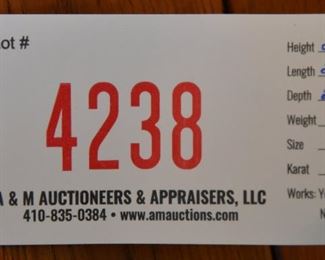 ot #
4238
A & M AUCTIONEERS & APPRAISERS, LLC
410-835-0384 • www.amauctions.com
Height
Length
Depth
Weight
Size
Karat
Works: Y
N